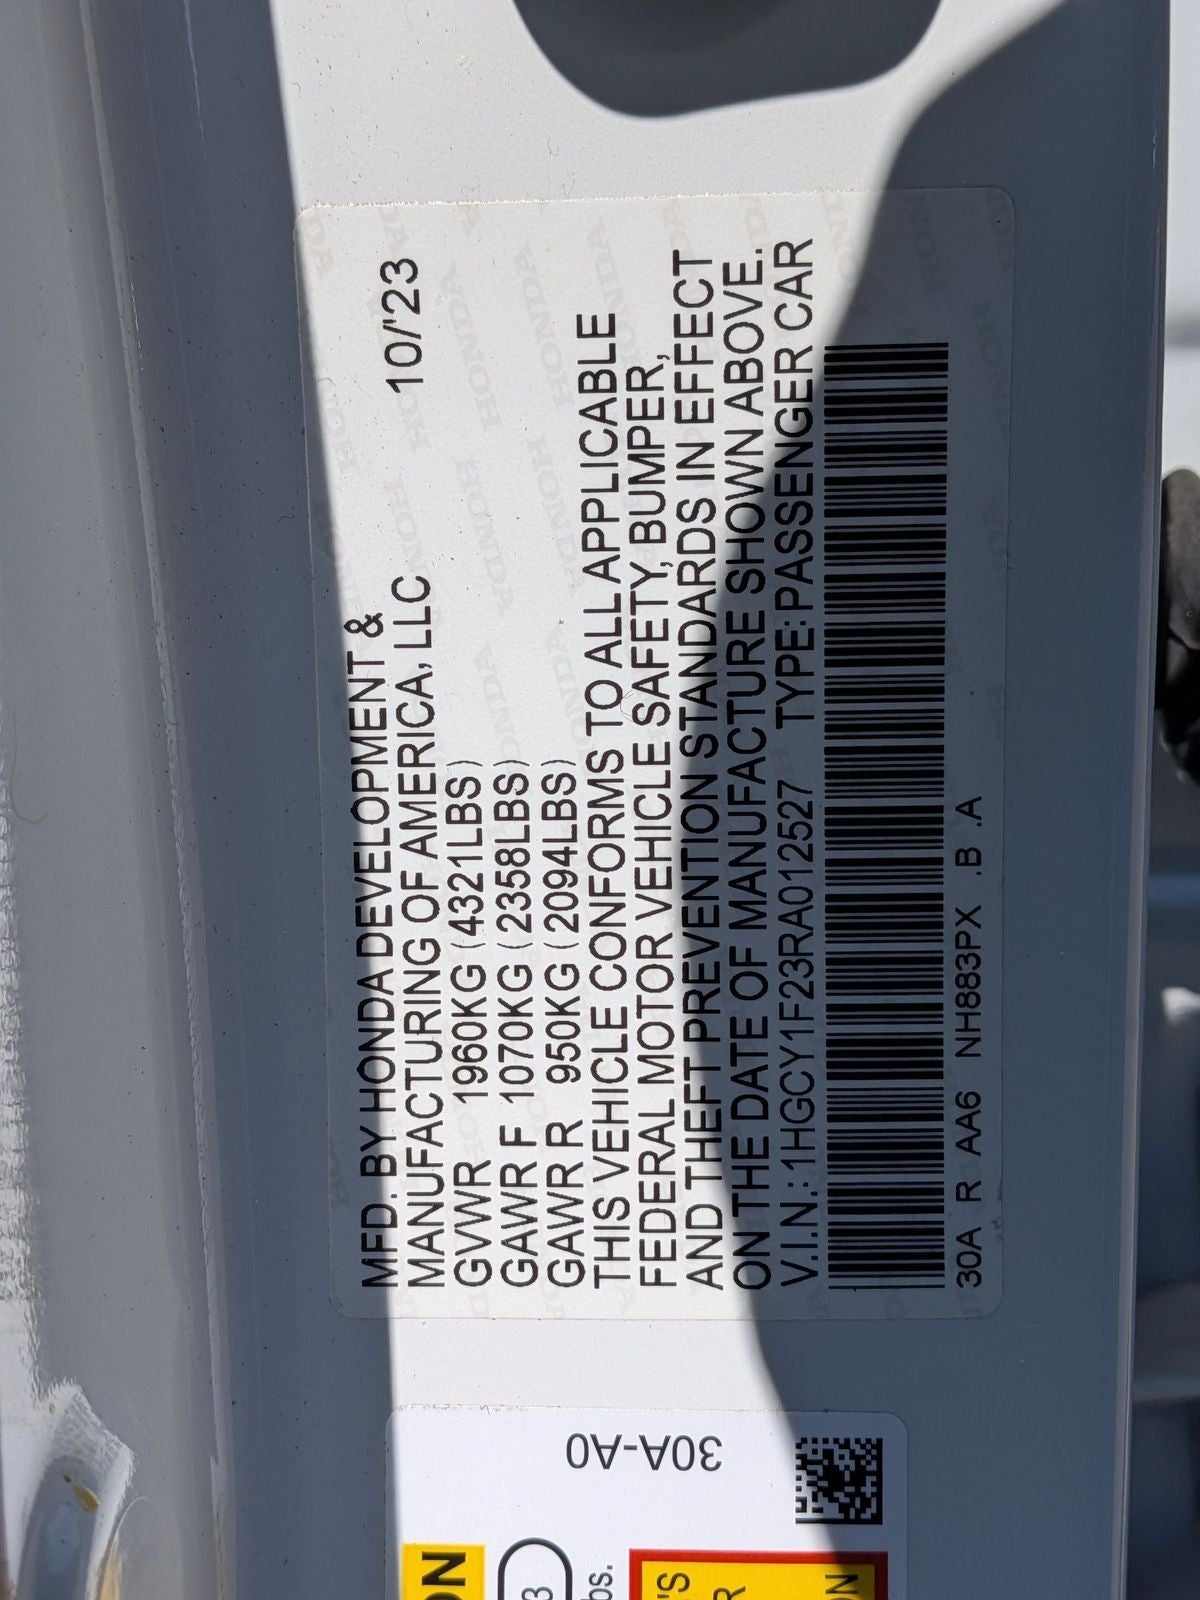 MFD. BY HONDA DEVELOPMENT &
MANUFACTURING OF AMERICA, LLC 10/'23
GVWR 1960KG (4321LBS)
GAWR F 1070KG (2358LBS)
GAWR R 950KG (2094LBS)
THIS VEHICLE CONFORMS TO ALL APPLICABLE
FEDERAL MOTOR VEHICLE SAFETY, BUMPER,
AND THEFT PREVENTION STANDARDS IN EFFECT
ON THE DATE OF MANUFACTURE SHOWN ABOVE.
V.I.N.: 1HGCY1F23RA012527 TYPE: PASSENGER CAR
30A R AA6 NH883PX .B .A
30A-A0